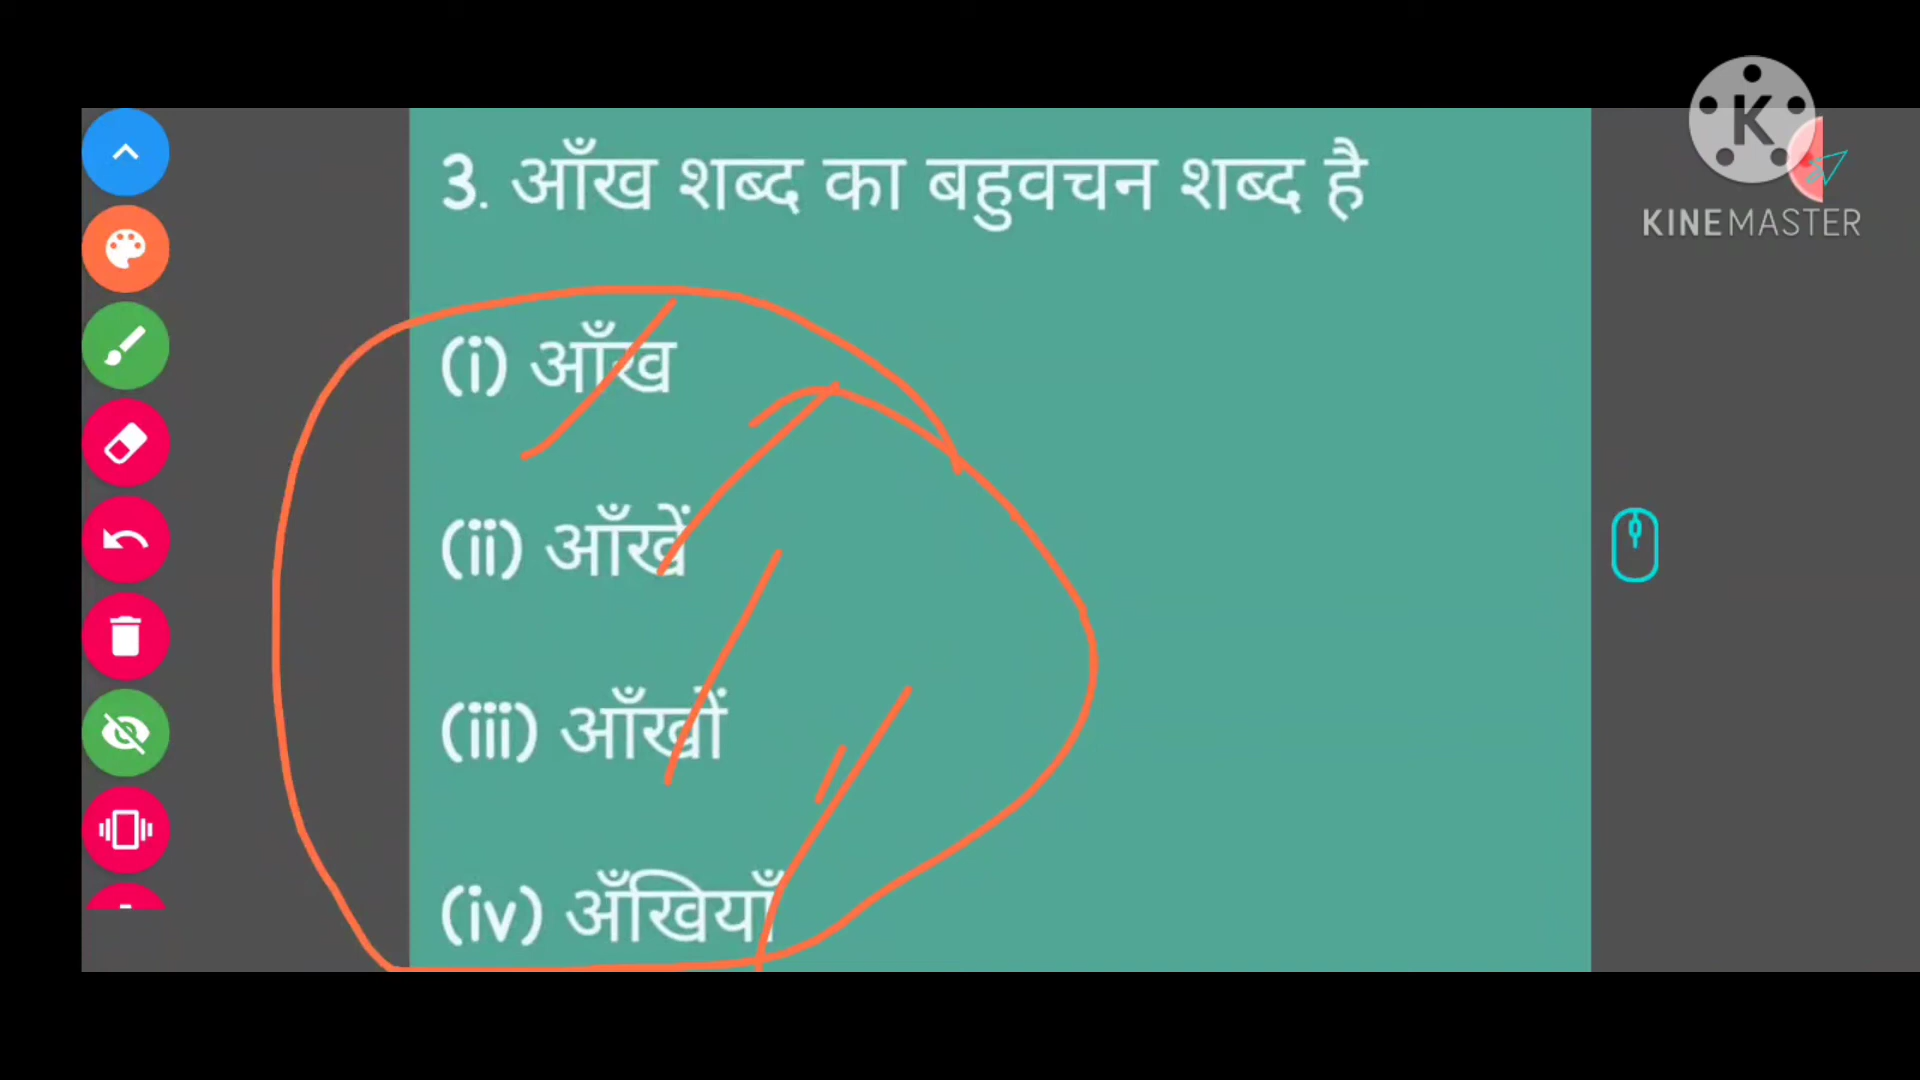 3. आँख शब्द का बहुवचन शब्द है
K
KINEMASTER
(i) आँख
(ii) आँखें
(iii) आँखों
(iv) अँखियाँ